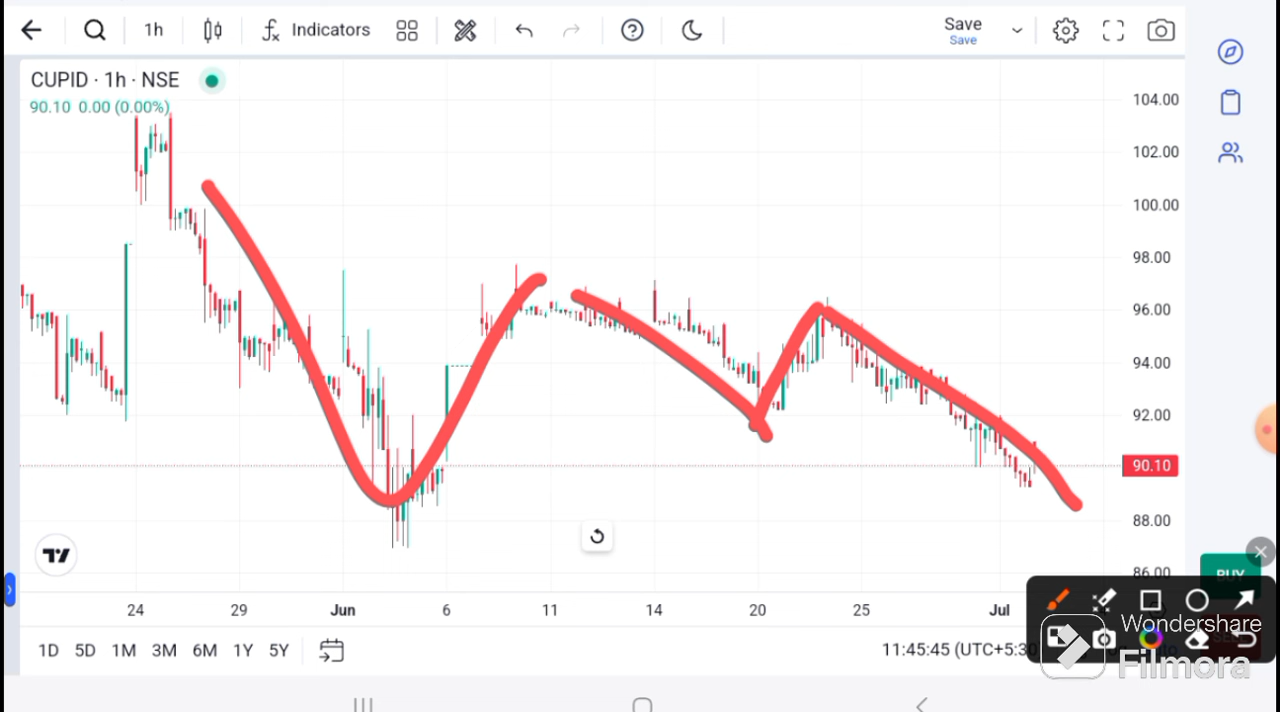 1h
Indicators
Save
Save
CUPID · 1h · NSE
90.10 0.00 (0.00%)
104.00
102.00
100.00
98.00
96.00
94.00
92.00
90.10
88.00
86.00
BUY
24 29 Jun 6 11 14 20 25 Jul
1D 5D 1M 3M 6M 1Y 5Y
11:45:45 (UTC+5:30
Wondershare
Filmora